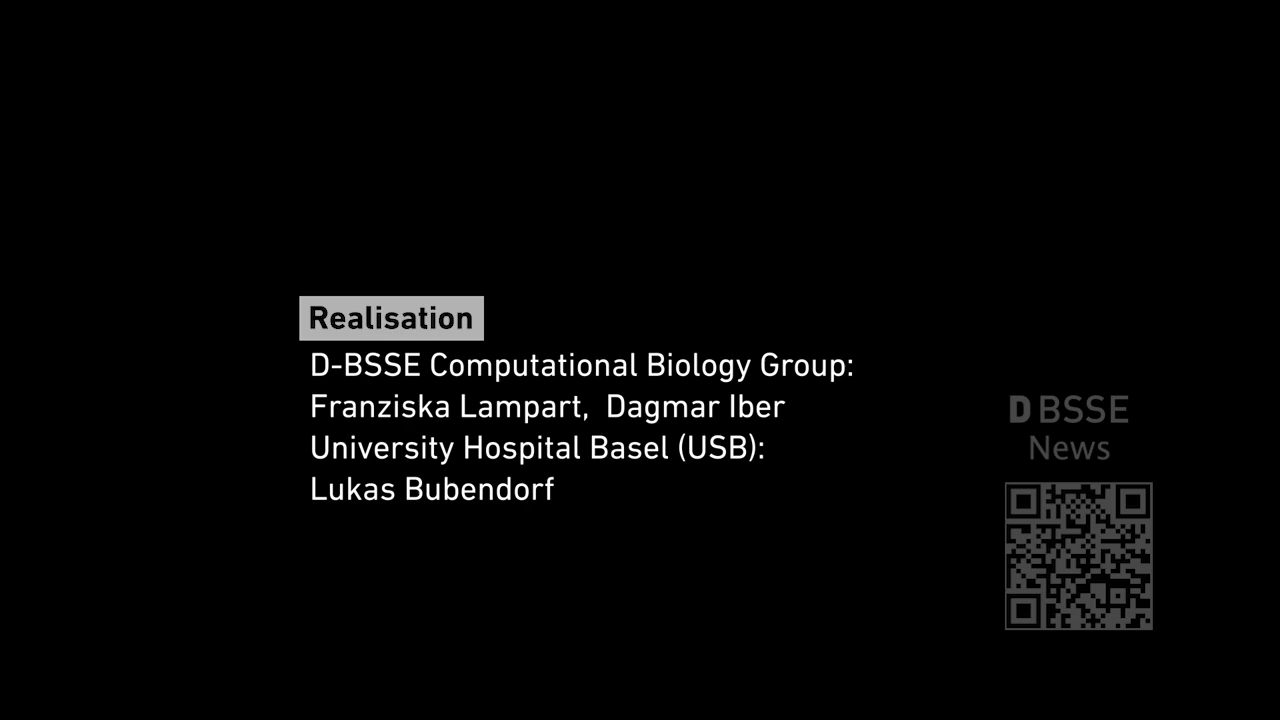 Realisation
D-BSSE Computational Biology Group:
Franziska Lampart,  Dagmar Iber
University Hospital Basel (USB):
Lukas Bubendorf
D BSSE
News